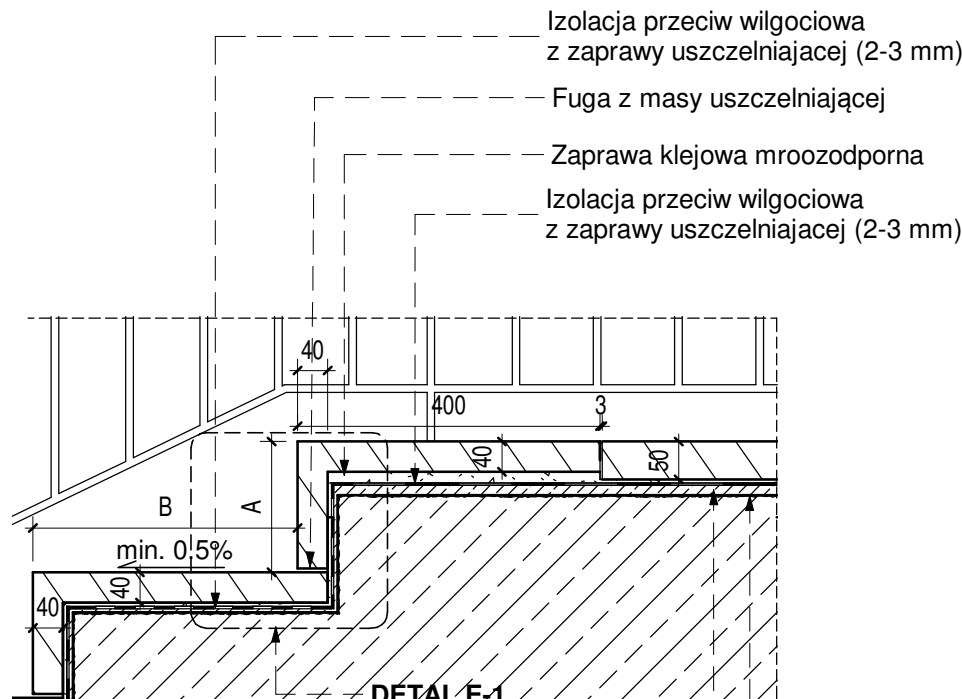 Izolacja przeciw wilgociowa
z zaprawy uszczelniajacej (2-3 mm)
Fuga z masy uszczelniającej
Zaprawa klejowa mroozodporna
Izolacja przeciw wilgociowa
z zaprawy uszczelniajacej (2-3 mm)
40
400
3
40
50
B
A
min. 0.5%
40
40
DETAL E-1